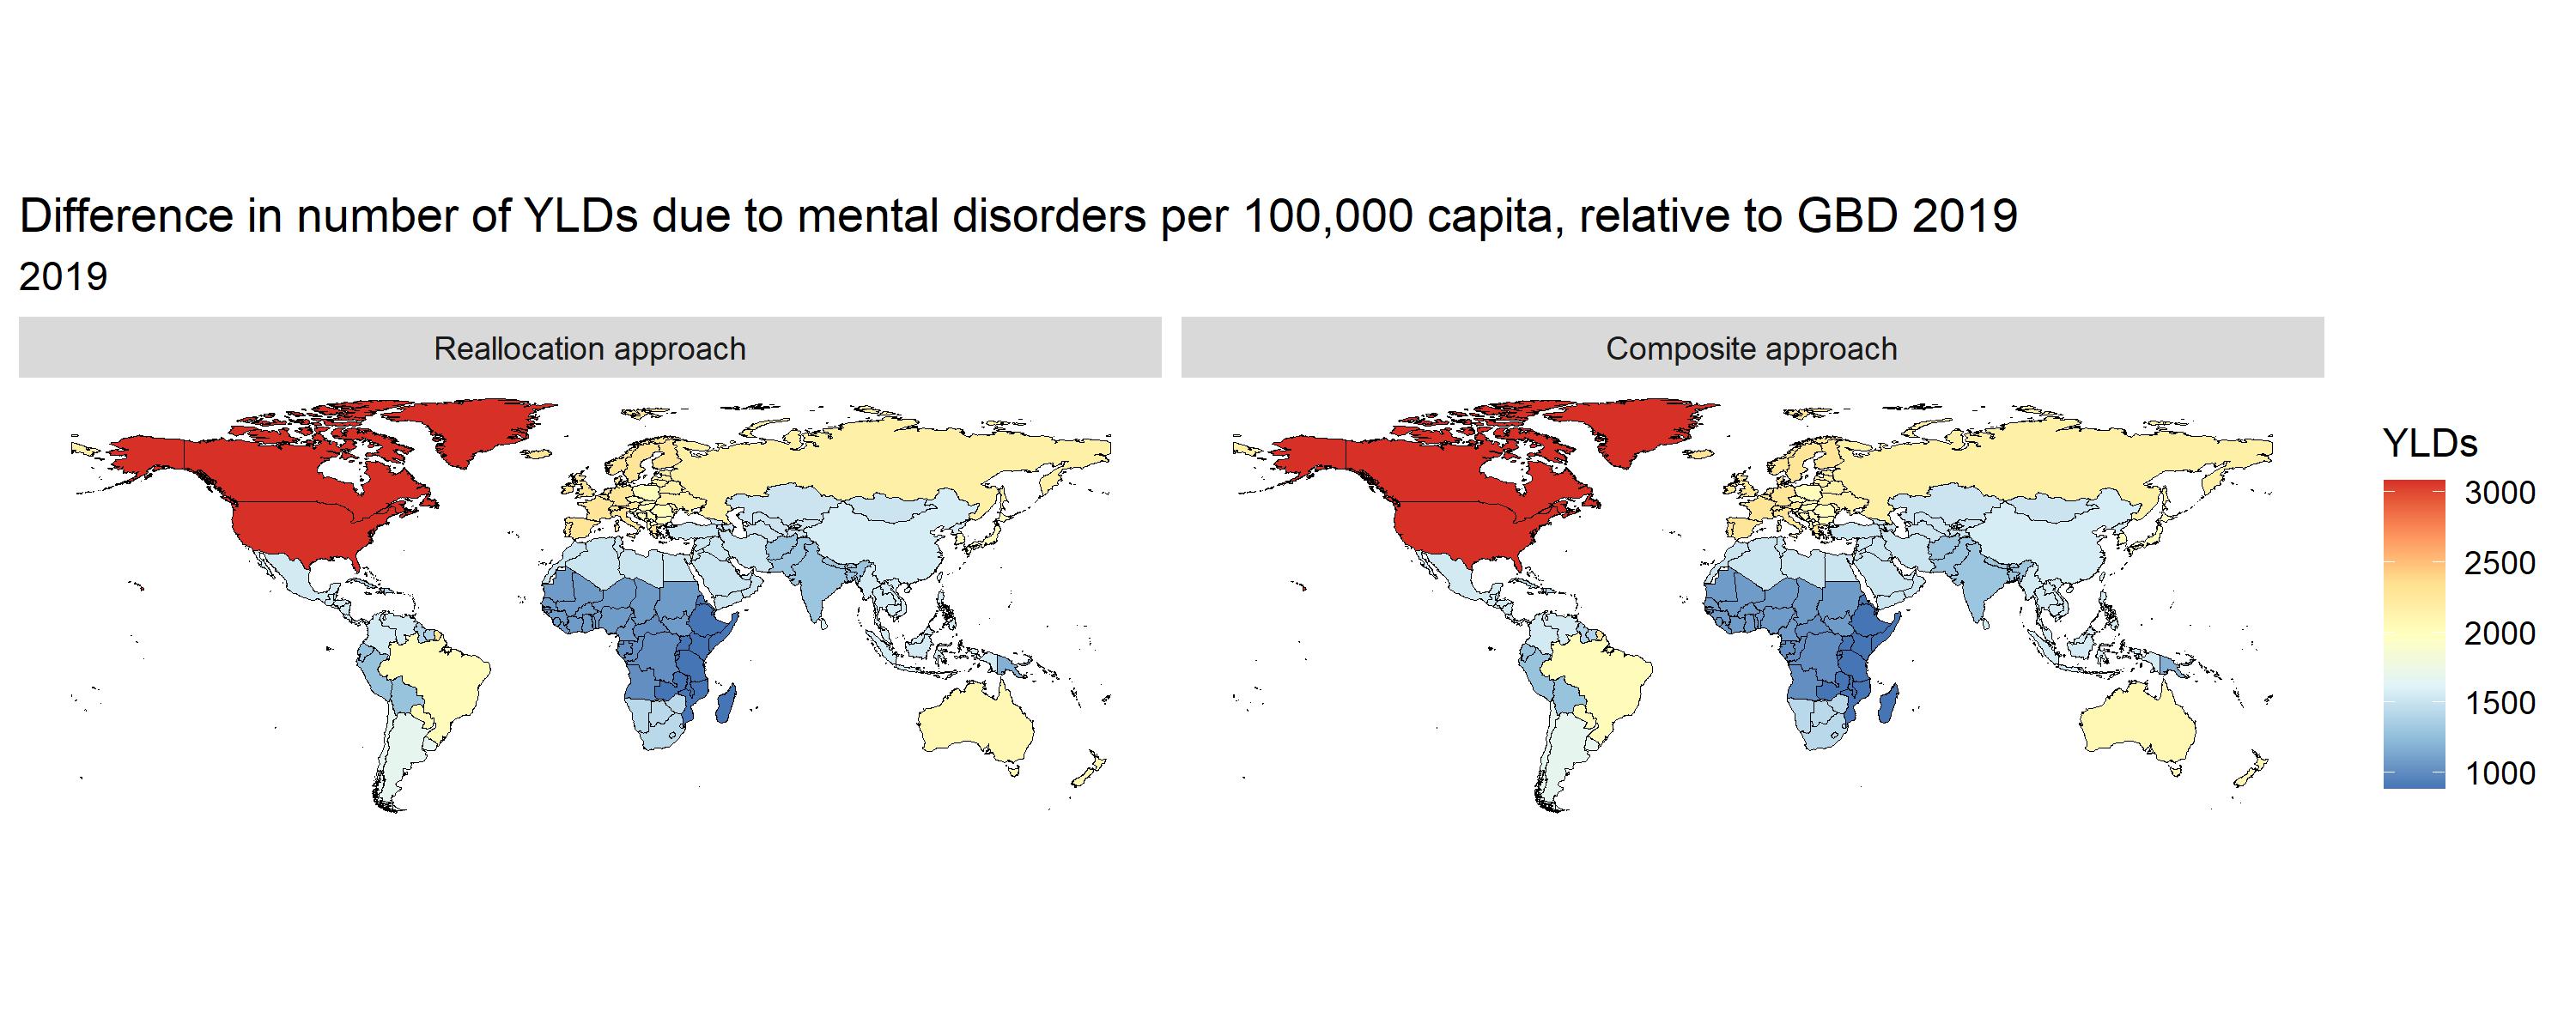 Difference in number of YLDs due to mental disorders per 100,000 capita, relative to GBD 2019
2019
Reallocation approach
Composite approach
YLDs
3000
2500
2000
1500
1000